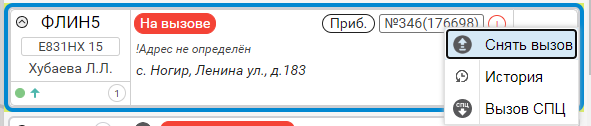 ФЛИН5
На вызове
Приб.
№346(176698)
E831HX 15
!Адрес не определён
Хубаева Л.Л.
с. Ногир, Ленина ул., д.183
1
Снять вызов
История
СПЦ
Вызов СПЦ